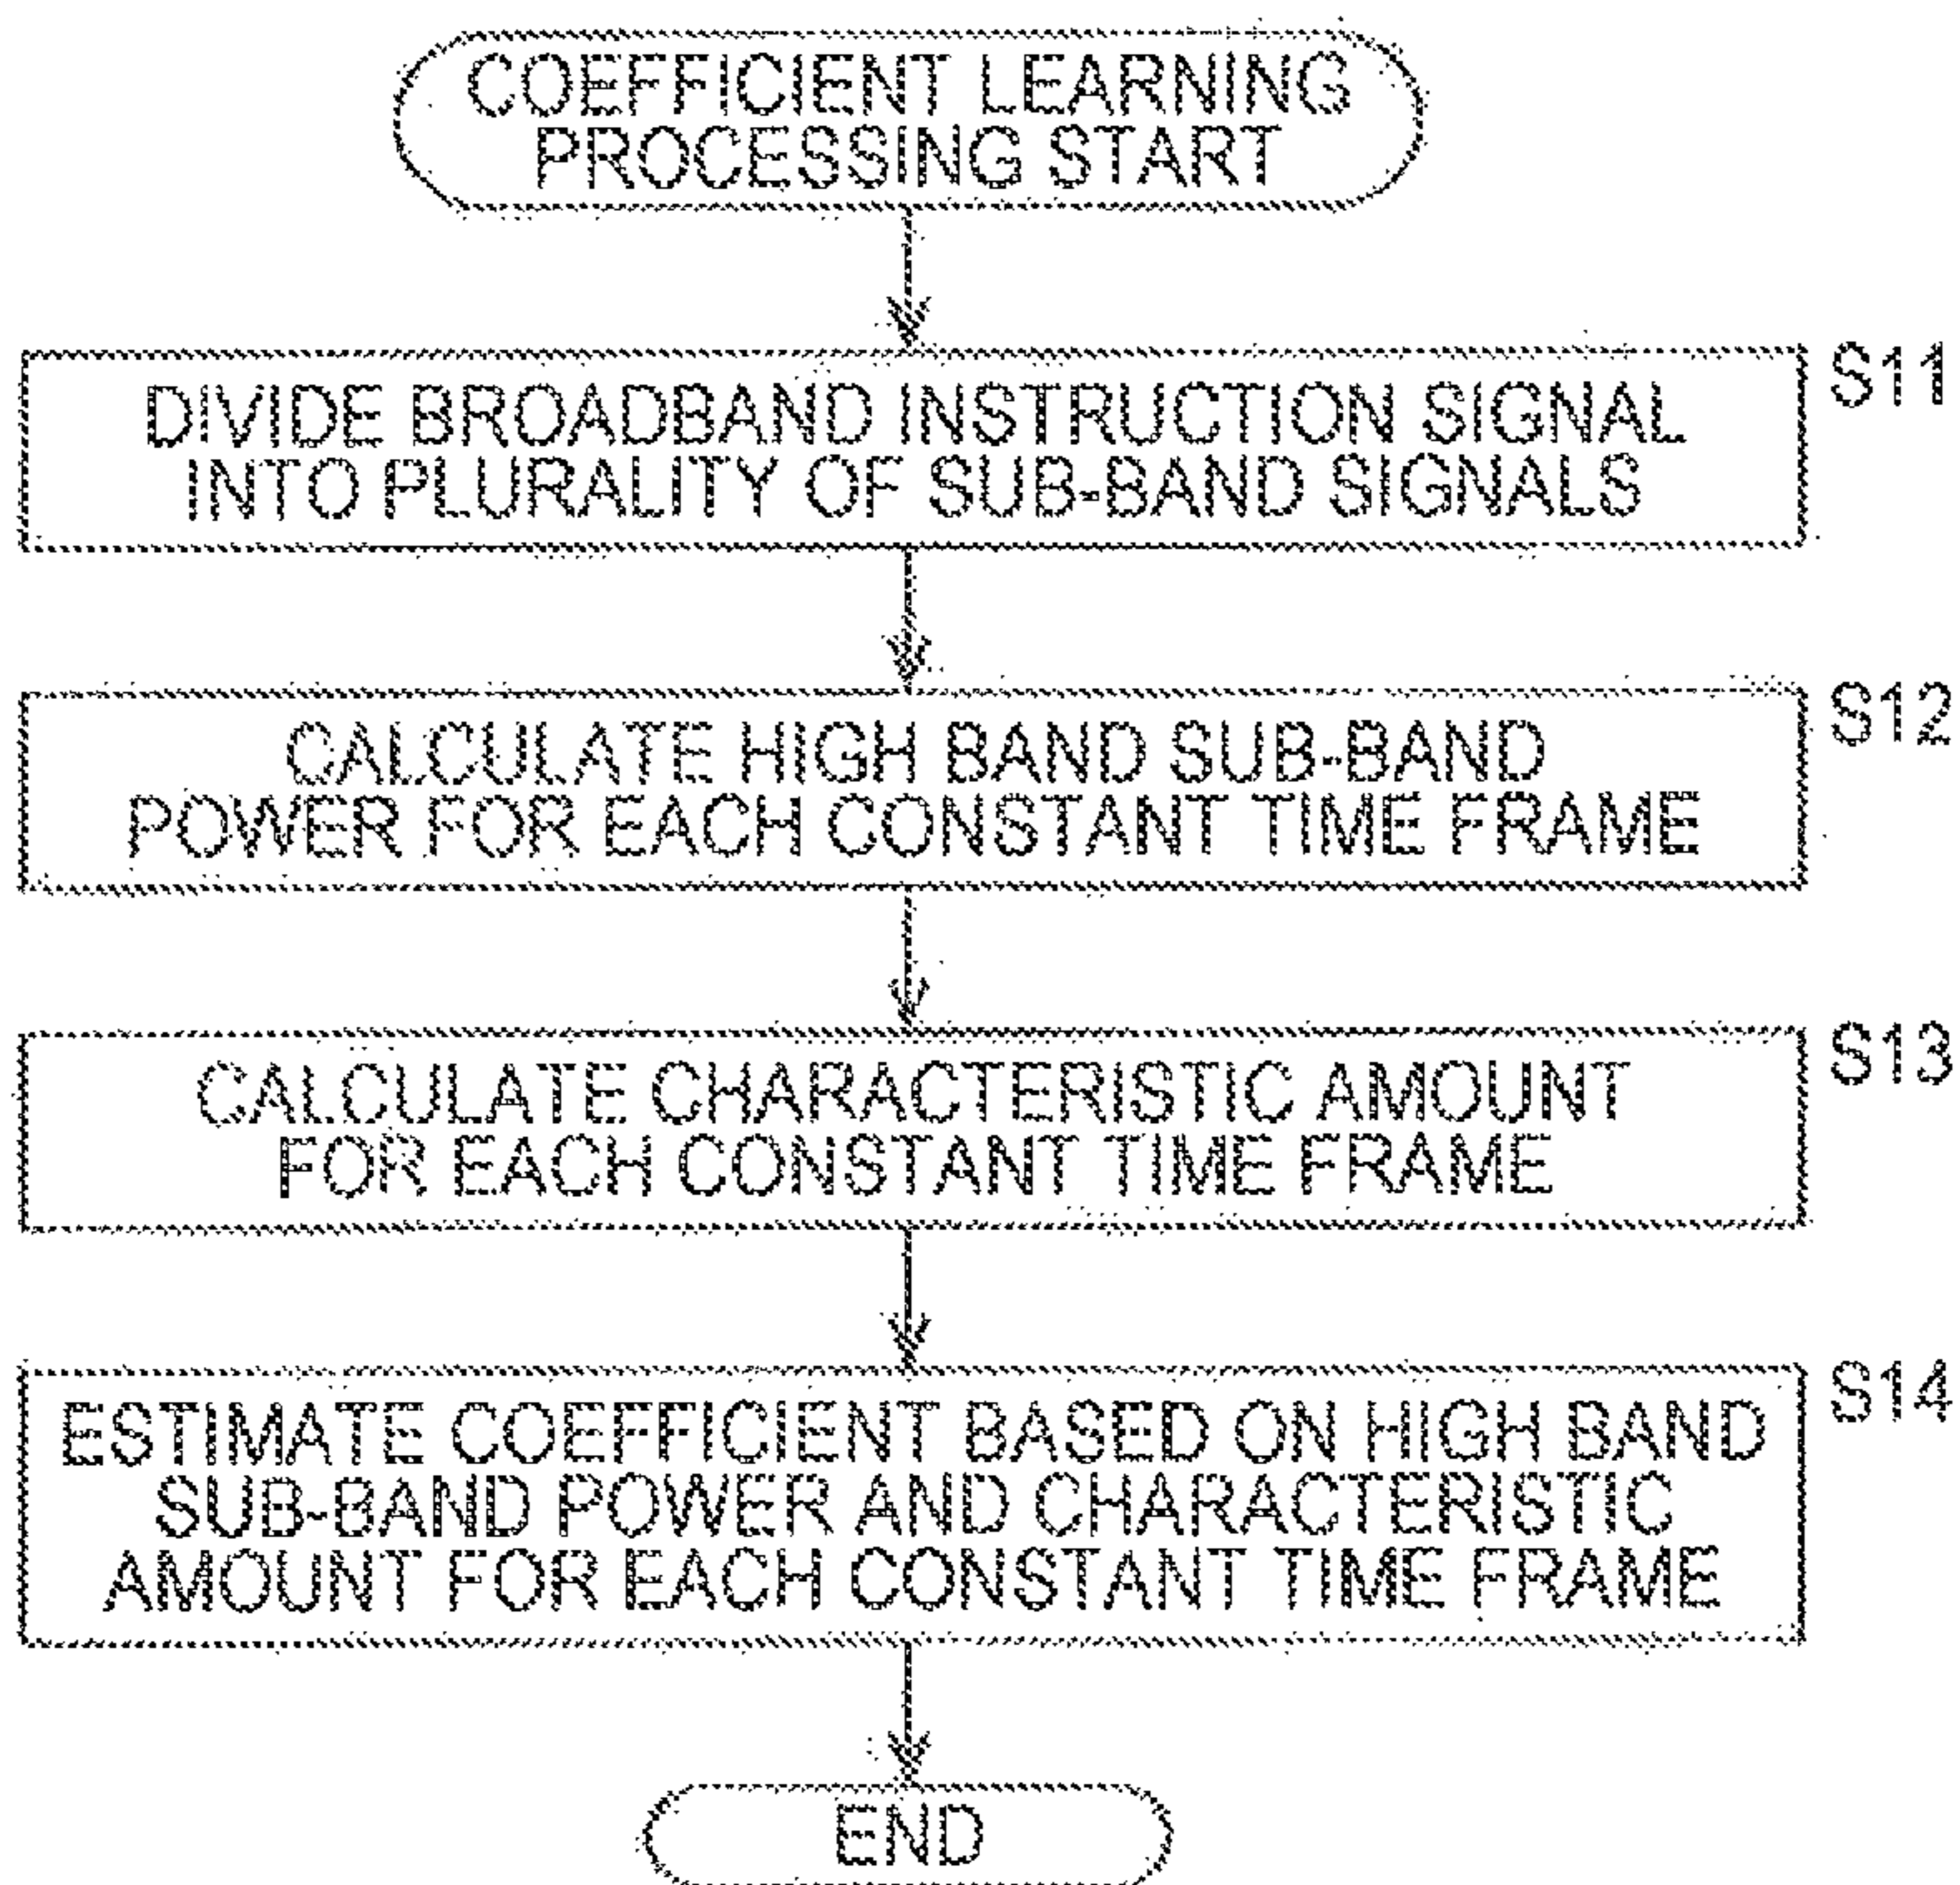 COEFFICIENT LEARNING
PROCESSING START
S11
DIVIDE BROADBAND INSTRUCTION SIGNAL
INTO PLURALITY OF SUB-BAND SIGNALS
S12
CALCULATE HIGH BAND SUB-BAND
POWER FOR EACH CONSTANT TIME FRAME
S13
CALCULATE CHARACTERISTIC AMOUNT
FOR EACH CONSTANT TIME FRAME
S14
ESTIMATE COEFFICIENT BASED ON HIGH BAND
SUB-BAND POWER AND CHARACTERISTIC
AMOUNT FOR EACH CONSTANT TIME FRAME
END